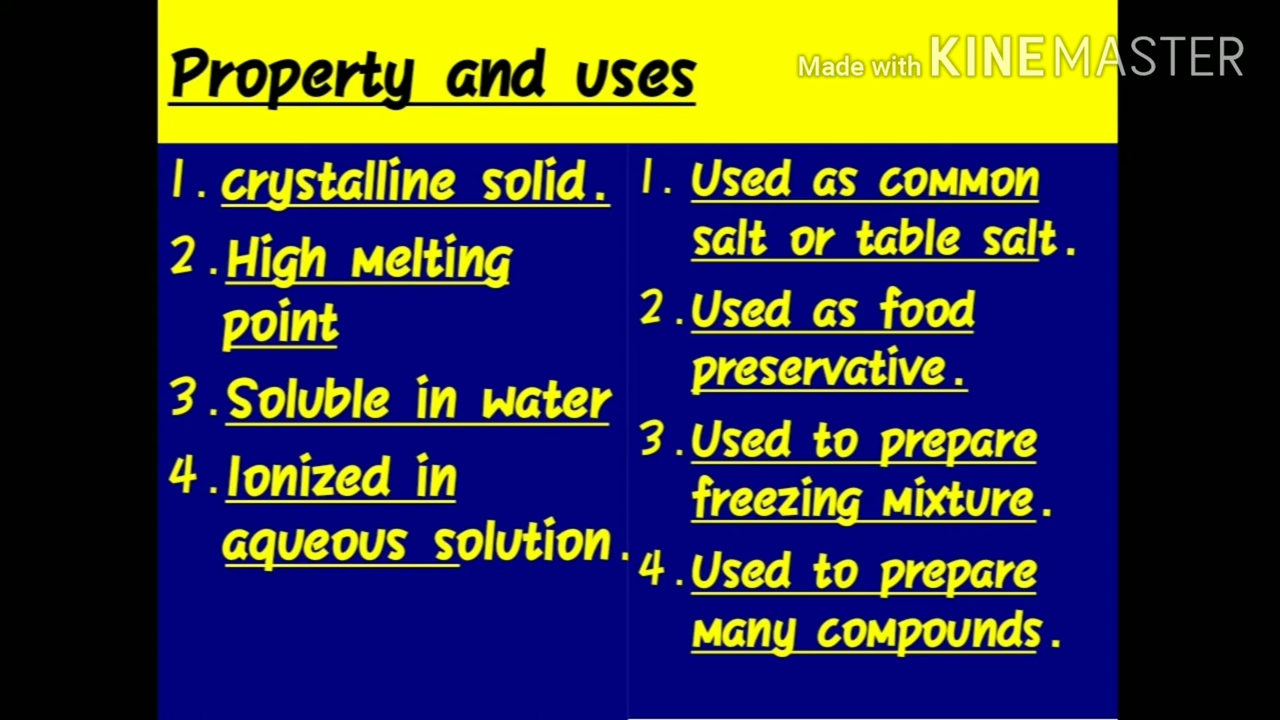 Property and uses
Made with KINEMASTER
1. crystalline solid.
2. High melting
point
3. Soluble in water
4. Ionized in
aqueous solution.
1. Used as common
salt or table salt.
2. Used as food
preservative.
3. Used to prepare
freezing mixture.
4. Used to prepare
many compounds.